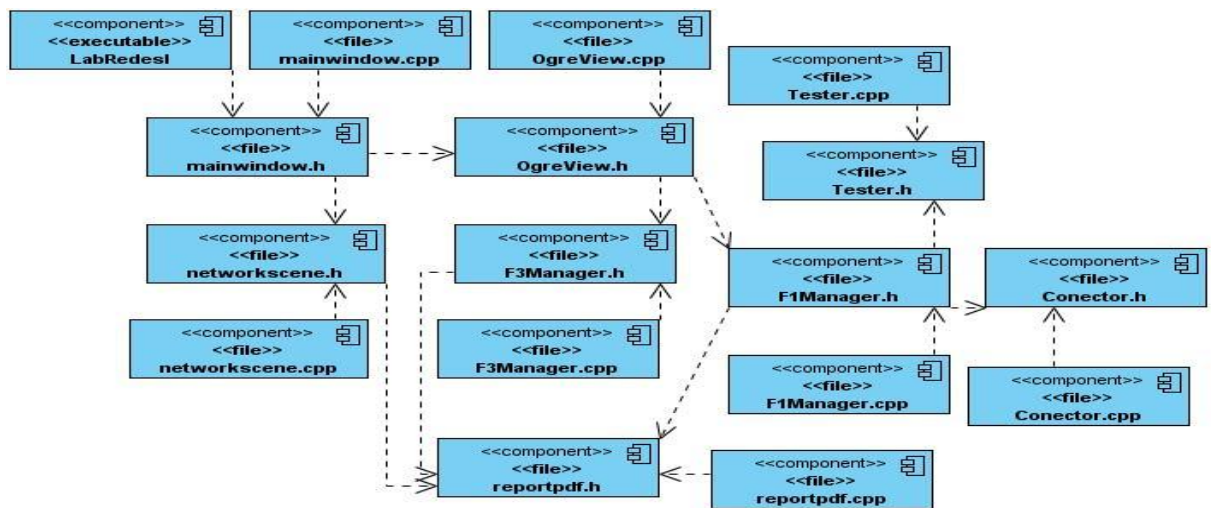 <<component>>
<<executable>>
LabRedesI
<<component>>
<<file>>
mainwindow.cpp
<<component>>
<<file>>
OgreView.cpp
<<component>>
<<file>>
Tester.cpp
<<component>>
<<file>>
mainwindow.h
<<component>>
<<file>>
OgreView.h
<<component>>
<<file>>
Tester.h
<<component>>
<<file>>
networkscene.h
<<component>>
<<file>>
F3Manager.h
<<component>>
<<file>>
F1Manager.h
<<component>>
<<file>>
Conector.h
<<component>>
<<file>>
networkscene.cpp
<<component>>
<<file>>
F3Manager.cpp
<<component>>
<<file>>
F1Manager.cpp
<<component>>
<<file>>
Conector.cpp
<<component>>
<<file>>
reportpdf.h
<<component>>
<<file>>
reportpdf.cpp